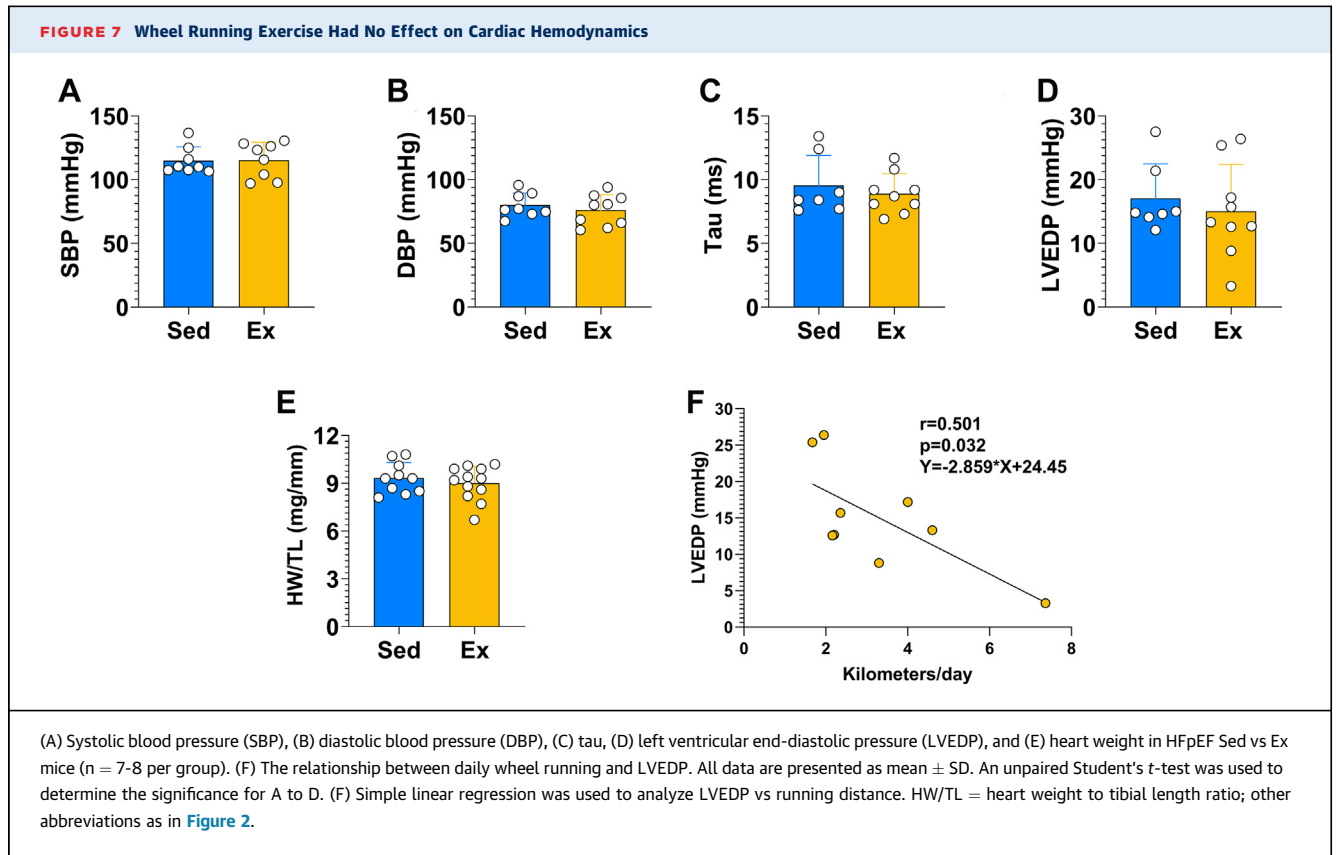 FIGURE 7 Wheel Running Exercise Had No Effect on Cardiac Hemodynamics
A
150
100
50
0
SBP (mmHg)
Sed Ex
B
150
100
50
0
DBP (mmHg)
Sed Ex
C
15
10
5
0
Tau (ms)
Sed Ex
D
30
20
10
0
LVEDP (mmHg)
Sed Ex
E
12
9
6
3
0
HW/TL (mg/mm)
Sed Ex
F
30
25
20
15
10
5
0
LVEDP (mmHg)
r=0.501
p=0.032
Y=-2.859*X+24.45
0 2 4 6 8
Kilometers/day
(A) Systolic blood pressure (SBP), (B) diastolic blood pressure (DBP), (C) tau, (D) left ventricular end-diastolic pressure (LVEDP), and (E) heart weight in HFpEF Sed vs Ex
mice (n = 7-8 per group). (F) The relationship between daily wheel running and LVEDP. All data are presented as mean ± SD. An unpaired Student's t-test was used to
determine the significance for A to D. (F) Simple linear regression was used to analyze LVEDP vs running distance. HW/TL = heart weight to tibial length ratio; other
abbreviations as in Figure 2.